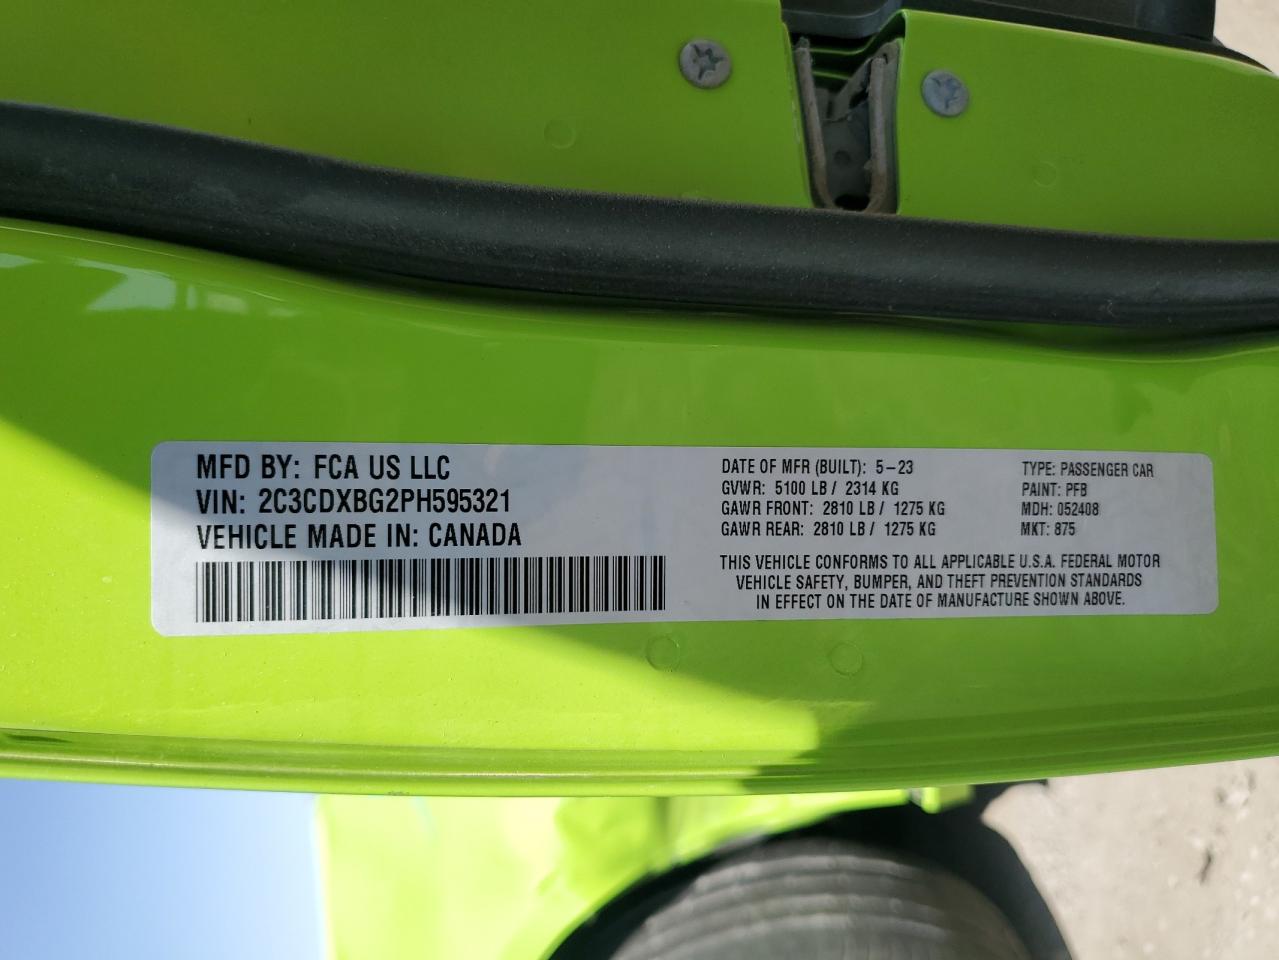 MFD BY: FCA US LLC
VIN: 2C3CDXBG2PH595321
VEHICLE MADE IN: CANADA
DATE OF MFR (BUILT): 5-23
GVWR: 5100 LB / 2314 KG
GAWR FRONT: 2810 LB / 1275 KG
GAWR REAR: 2810 LB / 1275 KG
TYPE: PASSENGER CAR
PAINT: PFB
MDH: 052408
MKT: 875
THIS VEHICLE CONFORMS TO ALL APPLICABLE U.S.A. FEDERAL MOTOR
VEHICLE SAFETY, BUMPER, AND THEFT PREVENTION STANDARDS
IN EFFECT ON THE DATE OF MANUFACTURE SHOWN ABOVE.